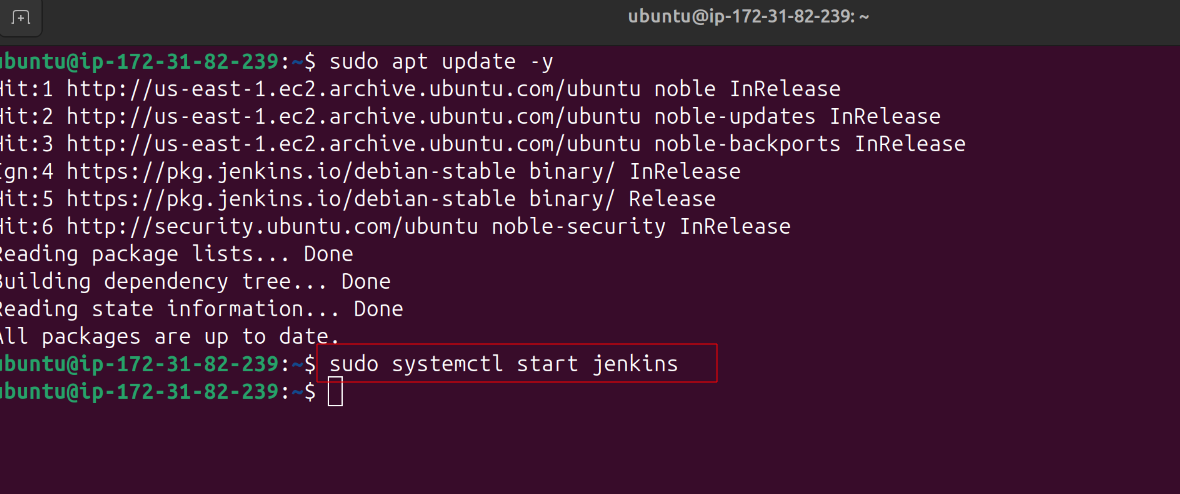 ubuntu@ip-172-31-82-239: ~
ubuntu@ip-172-31-82-239:~$ sudo apt update -y
Hit:1 http://us-east-1.ec2.archive.ubuntu.com/ubuntu noble InRelease
Hit:2 http://us-east-1.ec2.archive.ubuntu.com/ubuntu noble-updates InRelease
Hit:3 http://us-east-1.ec2.archive.ubuntu.com/ubuntu noble-backports InRelease
Ign:4 https://pkg.jenkins.io/debian-stable binary/ InRelease
Hit:5 https://pkg.jenkins.io/debian-stable binary/ Release
Hit:6 http://security.ubuntu.com/ubuntu noble-security InRelease
Reading package lists... Done
Building dependency tree... Done
Reading state information... Done
All packages are up to date.
ubuntu@ip-172-31-82-239:~$ sudo systemctl start jenkins
ubuntu@ip-172-31-82-239:~$